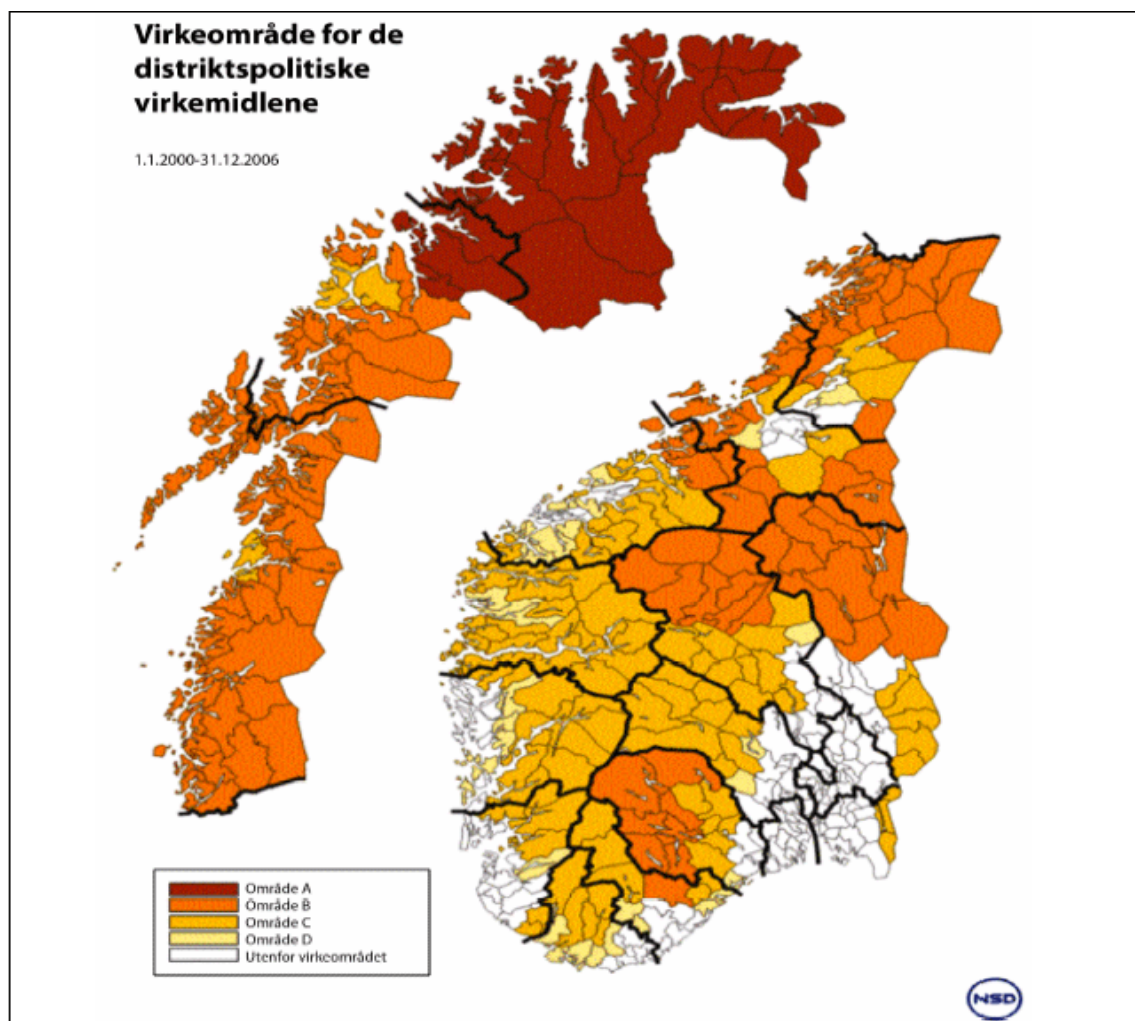 Virkeområde for de
distriktspolitiske
virkemidlene
1.1.2000-31.12.2006
Område A
Område B
Område C
Område D
Utenfor virkeområdet
NSD